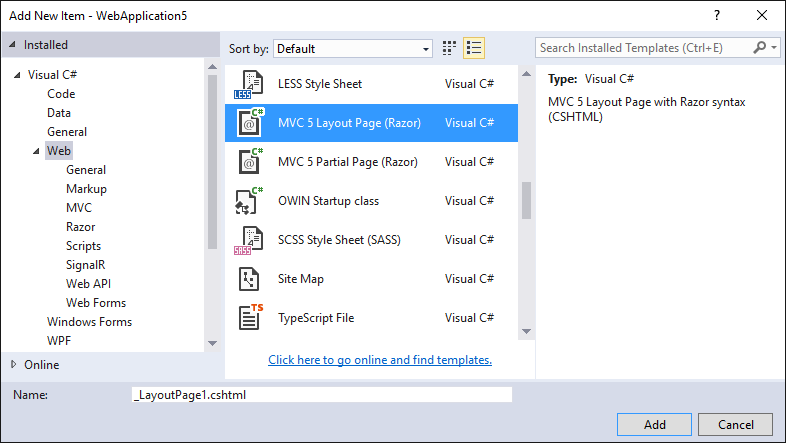 Add New Item - WebApplication5
?
Installed
Sort by: Default
Search Installed Templates (Ctrl+E)
Visual C#
Code
Data
General
Web
General
Markup
MVC
Razor
Scripts
SignalR
Web API
Web Forms
Windows Forms
WPF
Online
LESS
LESS Style Sheet Visual C#
C#
@
MVC 5 Layout Page (Razor) Visual C#
C#
@
MVC 5 Partial Page (Razor) Visual C#
C#
OWIN Startup class Visual C#
SASS
SCSS Style Sheet (SASS) Visual C#
Site Map Visual C#
TS
TypeScript File Visual C#
Click here to go online and find templates.
Type: Visual C#
MVC 5 Layout Page with Razor syntax
(CSHTML)
Name: _LayoutPage1.cshtml
Add Cancel